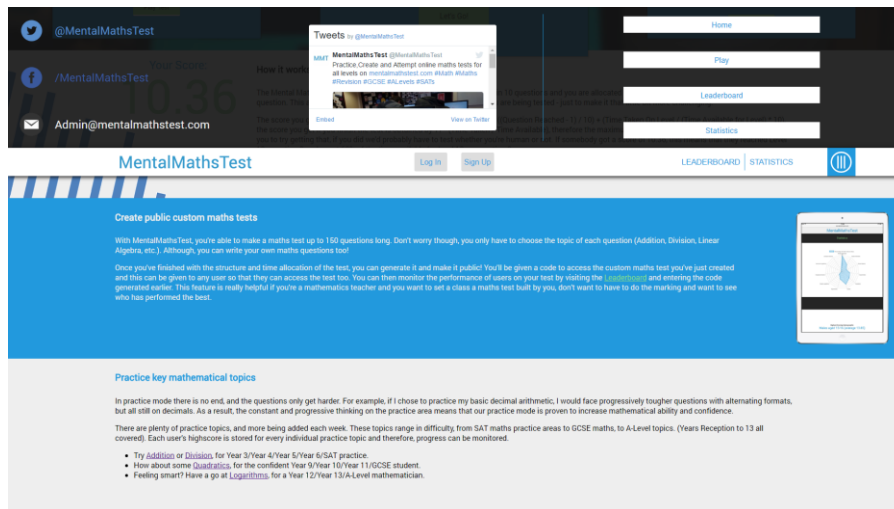 @MentalMathsTest
/MentalMathsTest
Admin@mentalmathstest.com
Your Score:
10.36
How it works
Tweets by @MentalMathsTest
MMT MentalMathsTest @MentalMathsTest
Practice,Create and Attempt online maths tests for
all levels on mentalmathstest.com #Math #Maths
#Revision #GCSE #ALevels #SATs
Embed View on Twitter
Home
Play
Leaderboard
Statistics
MentalMathsTest
Log In Sign Up
LEADERBOARD STATISTICS
Create public custom maths tests
With MentalMathsTest, you're able to make a maths test up to 150 questions long. Don't worry though, you only have to choose the topic of each question (Addition, Division, Linear
Algebra, etc.). Although, you can write your own maths questions too!
Once you've finished with the structure and time allocation of the test, you can generate it and make it public! You'll be given a code to access the custom maths test you've just created
and this can be given to any user so that they can access the test too. You can then monitor the performance of users on your test by visiting the Leaderboard and entering the code
generated earlier. This feature is really helpful if you're a mathematics teacher and you want to set a class a maths test built by you, don't want to have to do the marking and want to see
who has performed the best.
Practice key mathematical topics
In practice mode there is no end, and the questions only get harder. For example, if I chose to practice my basic decimal arithmetic, I would face progressively tougher questions with alternating formats,
but all still on decimals. As a result, the constant and progressive thinking on the practice area means that our practice mode is proven to increase mathematical ability and confidence.
There are plenty of practice topics, and more being added each week. These topics range in difficulty, from SAT maths practice areas to GCSE maths, to A-Level topics. (Years Reception to 13 all
covered). Each user's highscore is stored for every individual practice topic and therefore, progress can be monitored.
Try Addition or Division, for Year 3/Year 4/Year 5/Year 6/SAT practice.
How about some Quadratics, for the confident Year 9/Year 10/Year 11/GCSE student.
Feeling smart? Have a go at Logarithms, for a Year 12/Year 13/A-Level mathematician.